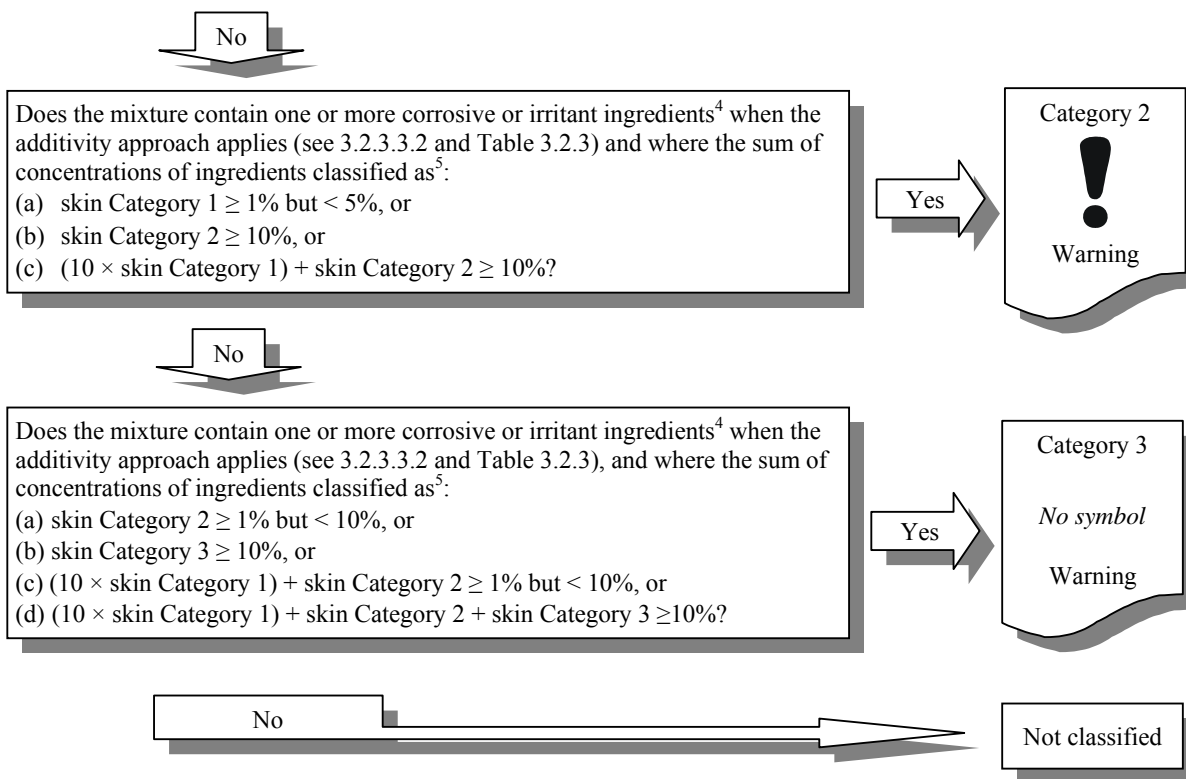 No
Does the mixture contain one or more corrosive or irritant ingredients⁴ when the
additivity approach applies (see 3.2.3.3.2 and Table 3.2.3) and where the sum of
concentrations of ingredients classified as⁵:
(a) skin Category 1 ≥ 1% but < 5%, or
(b) skin Category 2 ≥ 10%, or
(c) (10 × skin Category 1) + skin Category 2 ≥ 10%?
Yes
Category 2
Warning
No
Does the mixture contain one or more corrosive or irritant ingredients⁴ when the
additivity approach applies (see 3.2.3.3.2 and Table 3.2.3), and where the sum of
concentrations of ingredients classified as⁵:
(a) skin Category 2 ≥ 1% but < 10%, or
(b) skin Category 3 ≥ 10%, or
(c) (10 × skin Category 1) + skin Category 2 ≥ 1% but < 10%, or
(d) (10 × skin Category 1) + skin Category 2 + skin Category 3 ≥10%?
Yes
Category 3
No symbol
Warning
No
Not classified